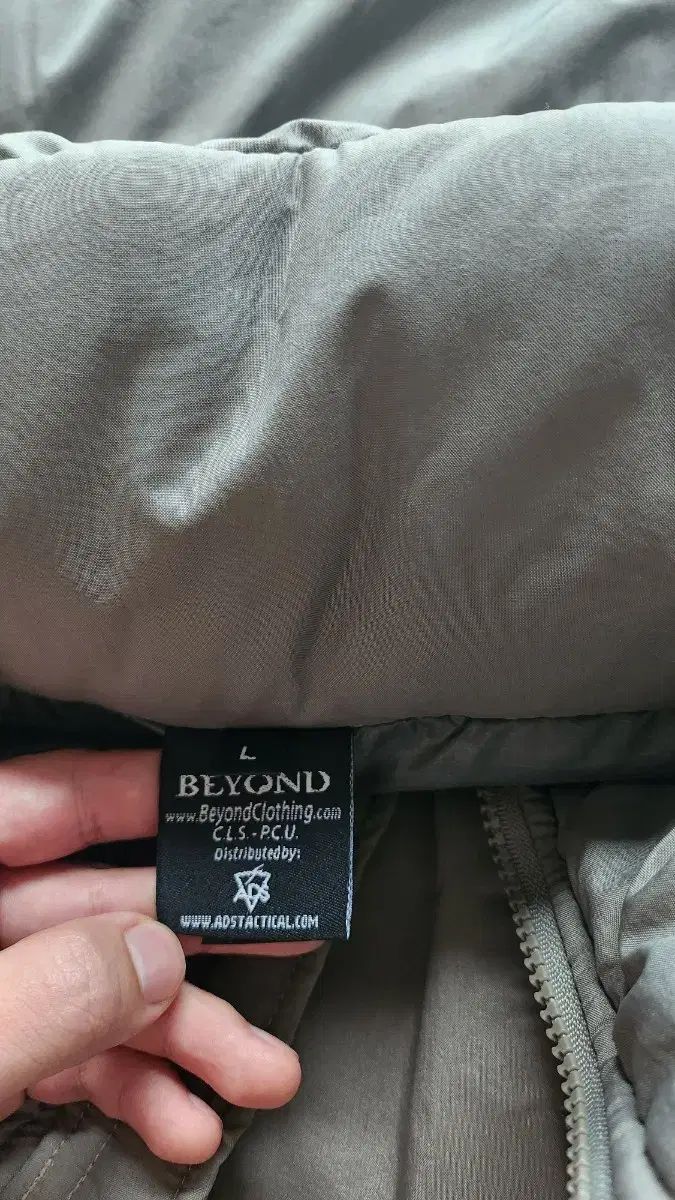 L
BEYOND
www.BeyondClothing.com
C.L.S. - P.C.U.
Distributed by:
ADS
WWW.ADSTACTICAL.COM